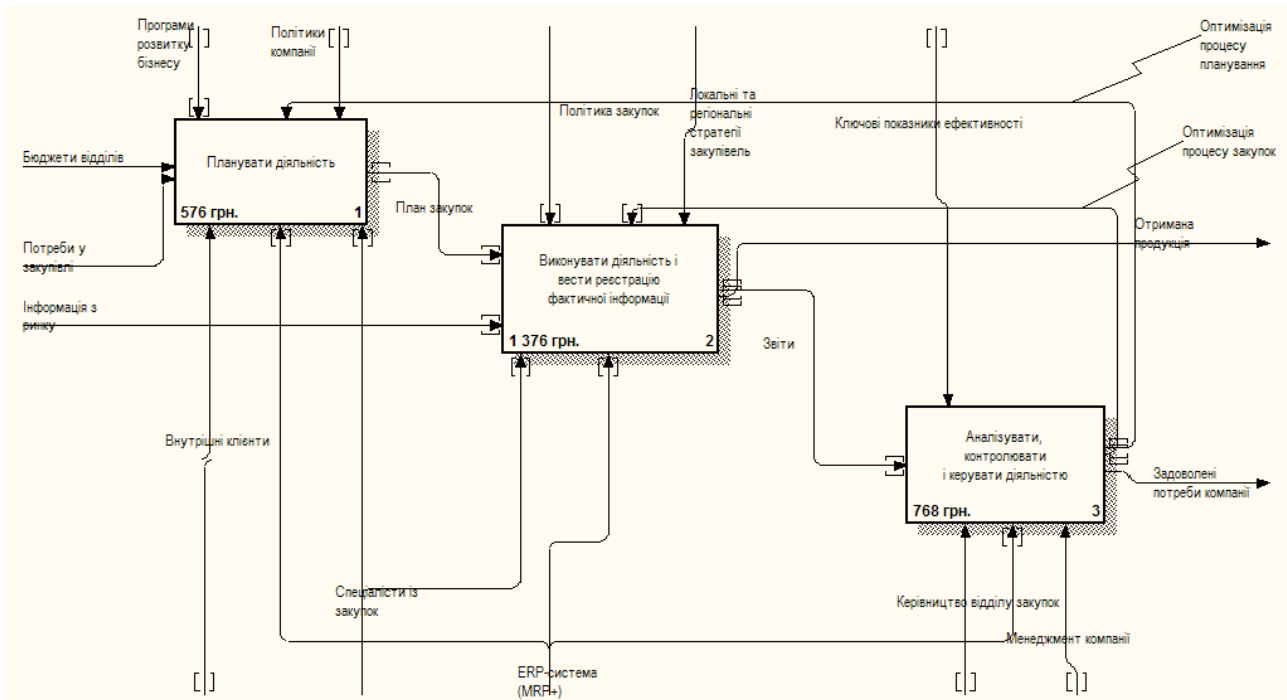 Програми
розвитку
бізнесу
Політики
компанії
Оптимізація
процесу
планування
Політика закупок
Локальні та
регіональні
стратегії
закупівель
Ключові показники ефективності
Оптимізація
процесу закупок
Бюджети відділів
Планувати діяльність
576 грн.
1
План закупок
Потреби у
закупівлі
Отримана
продукція
Виконувати діяльність і
вести реєстрацію
фактичної інформації
1 376 грн.
2
Інформація з
ринку
Звіти
Внутрішні клієнти
Аналізувати,
контролювати
і керувати діяльністю
768 грн.
3
Задоволені
потреби компанії
Спеціалісти із
закупок
Керівництво відділу закупок
Менеджмент компанії
ERP-система
(MRP+)